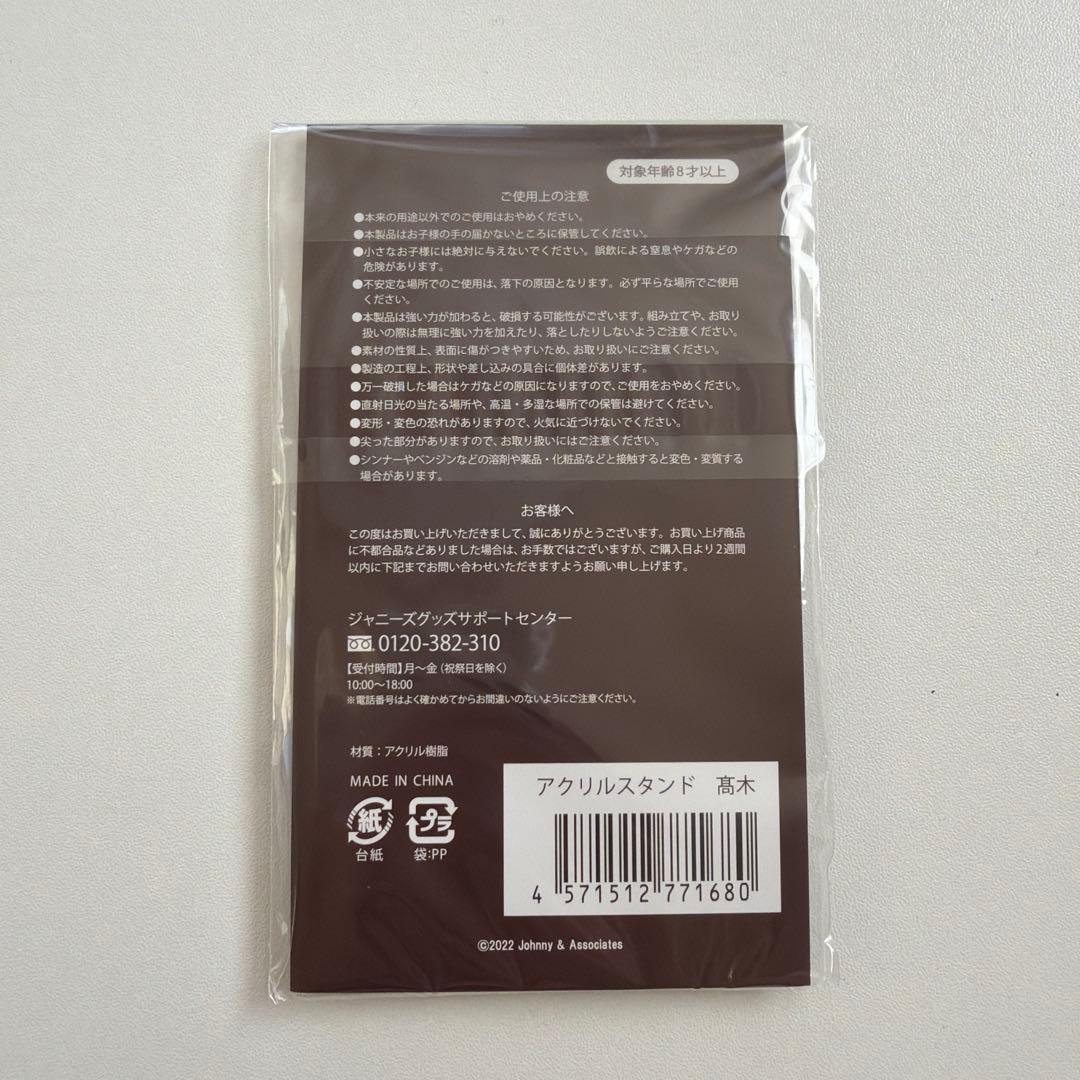 対象年齢8才以上
ご使用上の注意
●本来の用途以外でのご使用はおやめください。
●本製品はお子様の手の届かないところに保管してください。
●小さなお子様には絶対に与えないでください。誤飲による窒息やケガなどの
危険があります。
●不安定な場所でのご使用は、落下の原因となります。必ず平らな場所でご使用
ください。
●本製品は強い力が加わると、破損する可能性がございます。組み立てや、お取り
扱いの際は無理に強い力を加えたり、落としたりしないようご注意ください。
●素材の性質上、表面に傷がつきやすいため、お取り扱いにご注意ください。
●製造の工程上、形状や差し込みの具合に個体差があります。
●万一破損した場合はケガなどの原因になりますので、ご使用をおやめください。
●直射日光の当たる場所や、高温・多湿な場所での保管は避けてください。
●変形・変色の恐れがありますので、火気に近づけないでください。
●尖った部分がありますので、お取り扱いにはご注意ください。
●シンナーやベンジンなどの溶剤や薬品・化粧品などと接触すると変色・変質する
場合があります。
お客様へ
この度はお買い上げいただきまして、誠にありがとうございます。お買い上げ商品
に不都合品などありました場合は、お手数ではございますが、ご購入日より2週間
以内に下記までお問い合わせいただきますようお願い申し上げます。
ジャニーズグッズサポートセンター
0120-382-310
【受付時間】月〜金（祝祭日を除く）
10:00〜18:00
※電話番号はよく確かめてからお間違いのないようにご注意ください。
材質：アクリル樹脂
MADE IN CHINA
紙 プラ
台紙 袋:PP
アクリルスタンド 髙木
4 571512 771680
©2022 Johnny & Associates